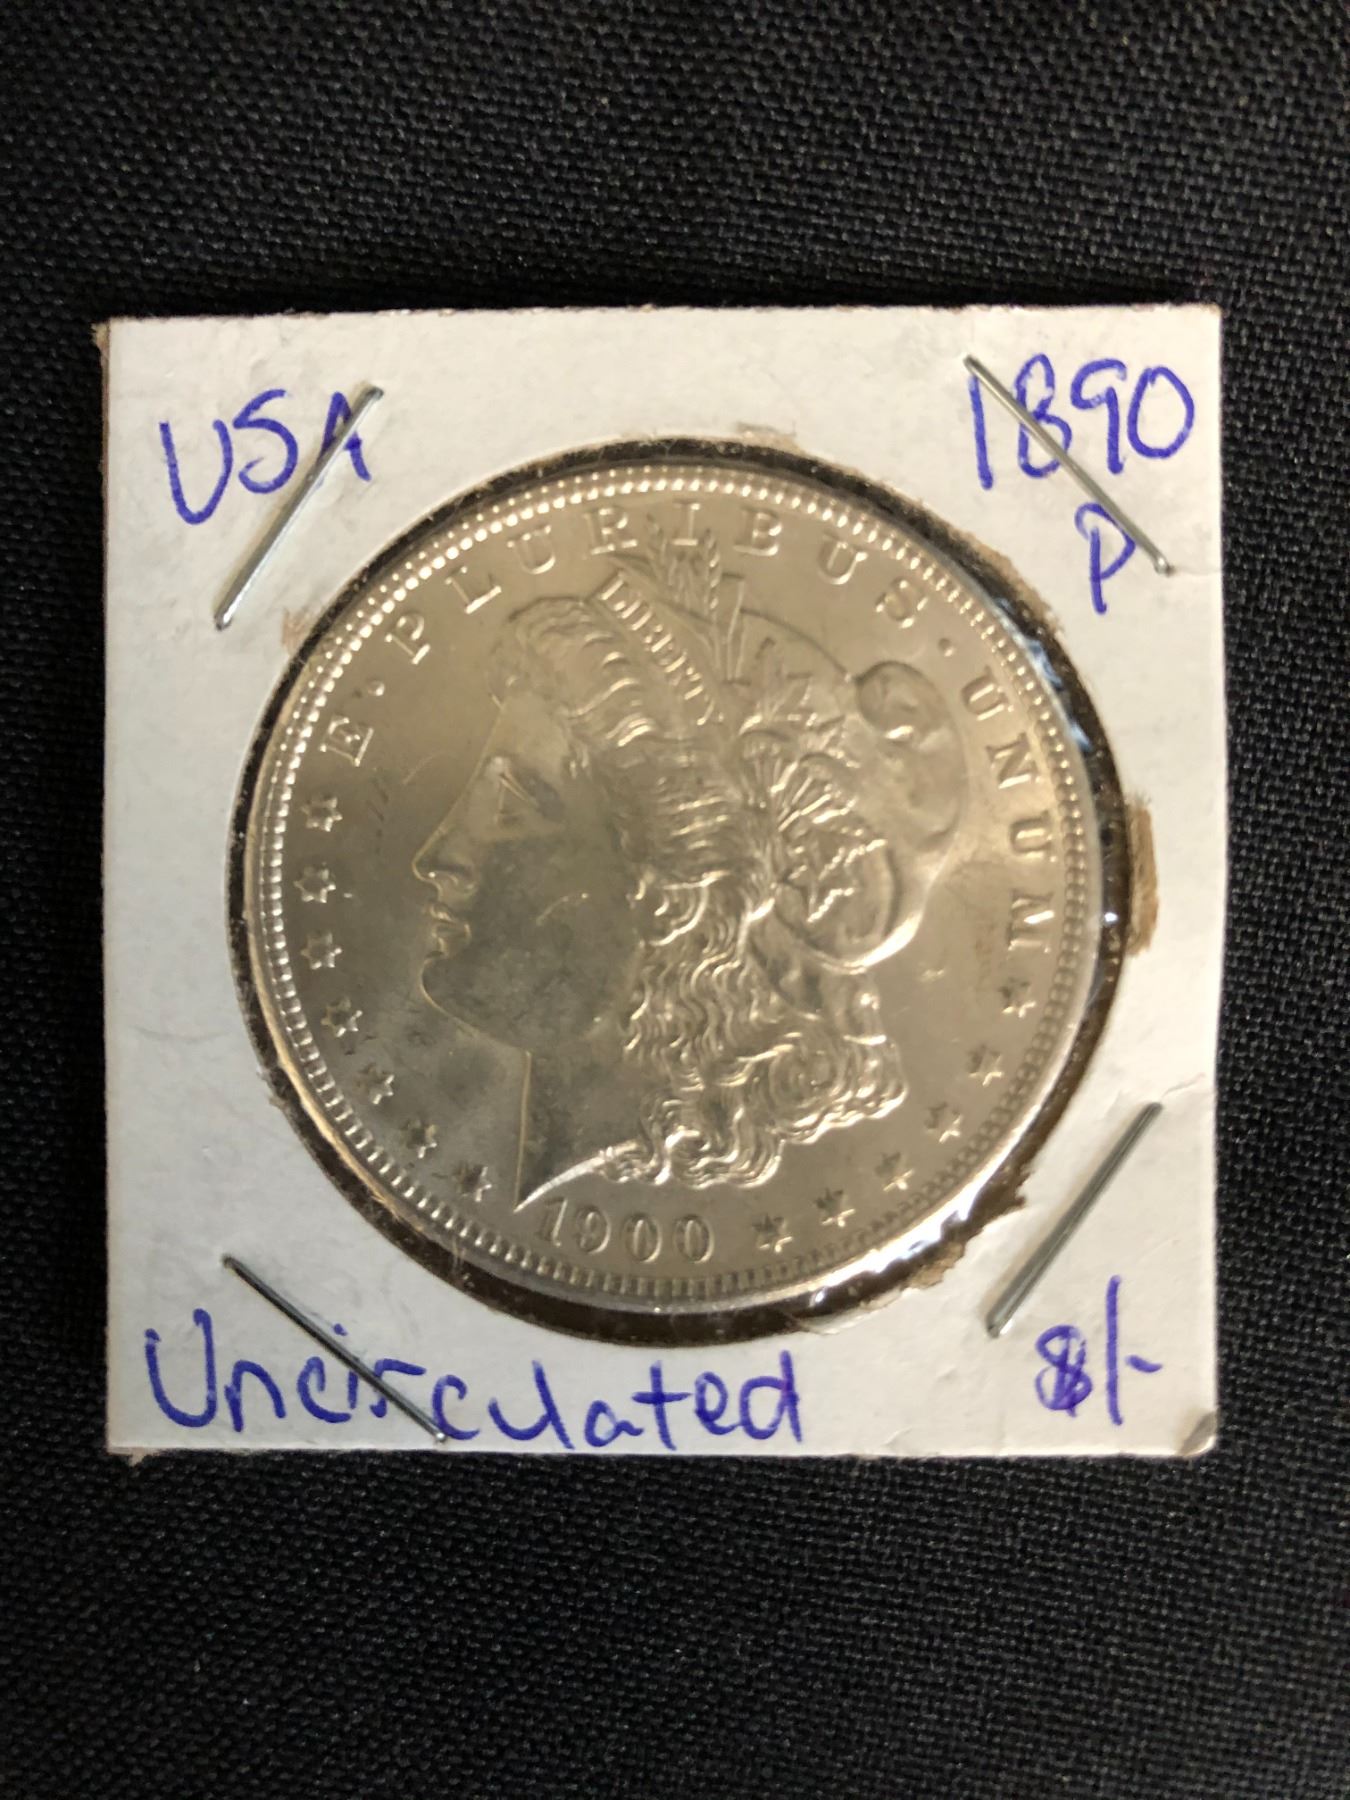 USA
1890
P
E · PLURIBUS · UNUM
LIBERTY
1900
Uncirculated
$1-